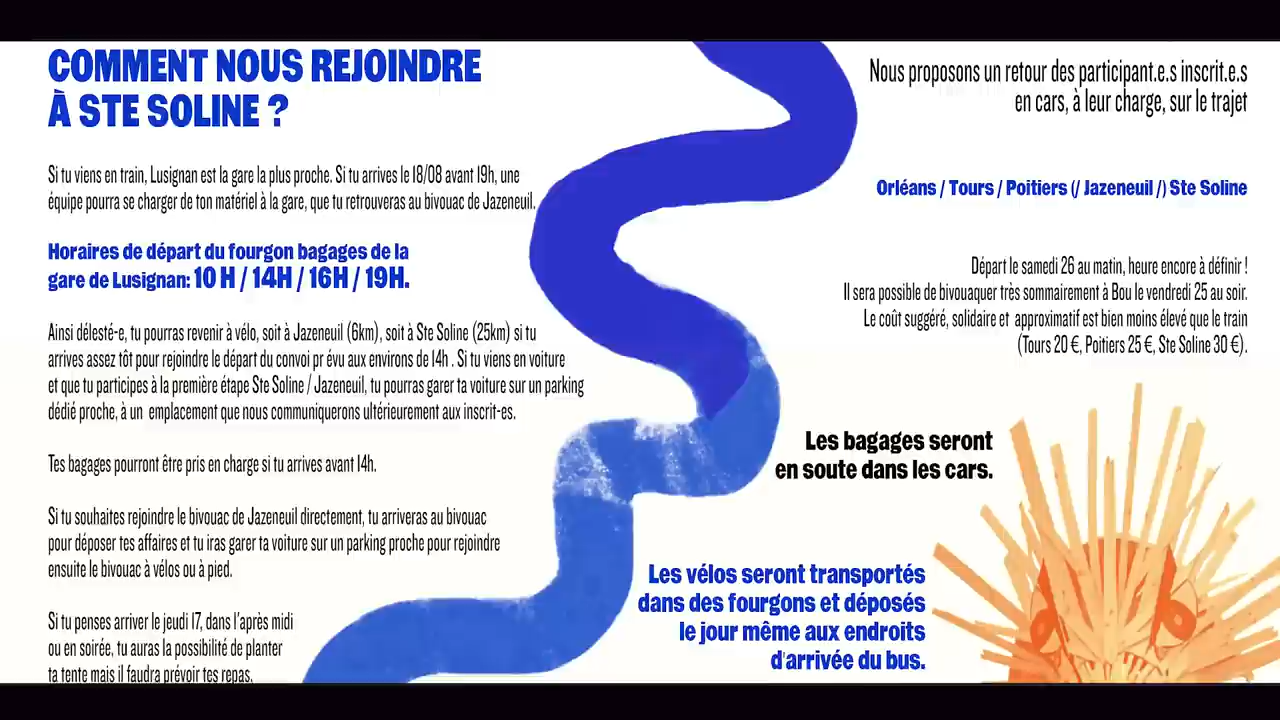 COMMENT NOUS REJOINDRE
À STE SOLINE ?
Si tu viens en train, Lusignan est la gare la plus proche. Si tu arrives le 18/08 avant 19h, une
équipe pourra se charger de ton matériel à la gare, que tu retrouveras au bivouac de Jazeneuil.
Horaires de départ du fourgon bagages de la
gare de Lusignan: 10 H / 14H / 16H / 19H.
Ainsi délesté-e, tu pourras revenir à vélo, soit à Jazeneuil (6km), soit à Ste Soline (25km) si tu
arrives assez tôt pour rejoindre le départ du convoi pr évu aux environs de 14h . Si tu viens en voiture
et que tu participes à la première étape Ste Soline / Jazeneuil, tu pourras garer ta voiture sur un parking
dédié proche, à un emplacement que nous communiquerons ultérieurement aux inscrit-es.
Tes bagages pourront être pris en charge si tu arrives avant 14h.
Si tu souhaites rejoindre le bivouac de Jazeneuil directement, tu arriveras au bivouac
pour déposer tes affaires et tu iras garer ta voiture sur un parking proche pour rejoindre
ensuite le bivouac à vélos ou à pied.
Si tu penses arriver le jeudi 17, dans l'après midi
ou en soirée, tu auras la possibilité de planter
ta tente mais il faudra prévoir tes repas.
Nous proposons un retour des participant.e.s inscrit.e.s
en cars, à leur charge, sur le trajet
Orléans / Tours / Poitiers (/ Jazeneuil /) Ste Soline
Départ le samedi 26 au matin, heure encore à définir !
Il sera possible de bivouaquer très sommairement à Bou le vendredi 25 au soir.
Le coût suggéré, solidaire et approximatif est bien moins élevé que le train
(Tours 20 €, Poitiers 25 €, Ste Soline 30 €).
Les bagages seront
en soute dans les cars.
Les vélos seront transportés
dans des fourgons et déposés
le jour même aux endroits
d'arrivée du bus.